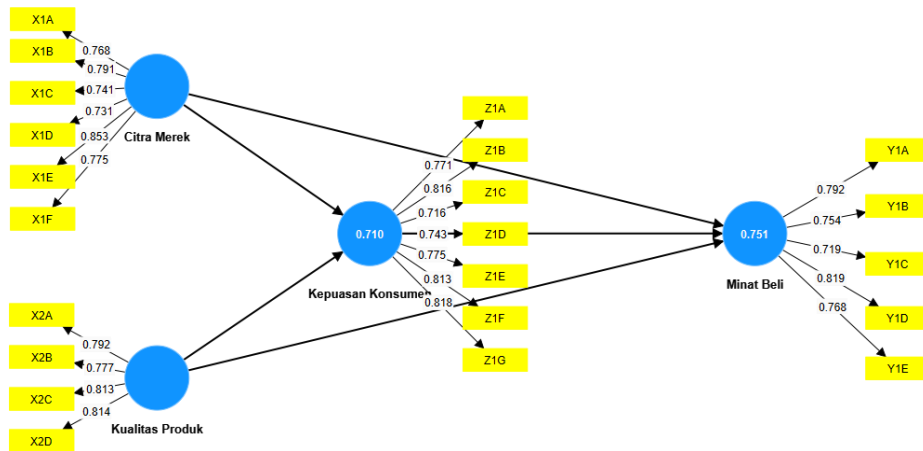 X1A
X1B
X1C
X1D
X1E
X1F
0.768
0.791
0.741
0.731
0.853
0.775
Citra Merek
X2A
X2B
X2C
X2D
0.792
0.777
0.813
0.814
Kualitas Produk
0.710
Kepuasan Konsumen
0.771
0.816
0.716
0.743
0.775
0.813
0.818
Z1A
Z1B
Z1C
Z1D
Z1E
Z1F
Z1G
0.751
Minat Beli
0.792
0.754
0.719
0.819
0.768
Y1A
Y1B
Y1C
Y1D
Y1E